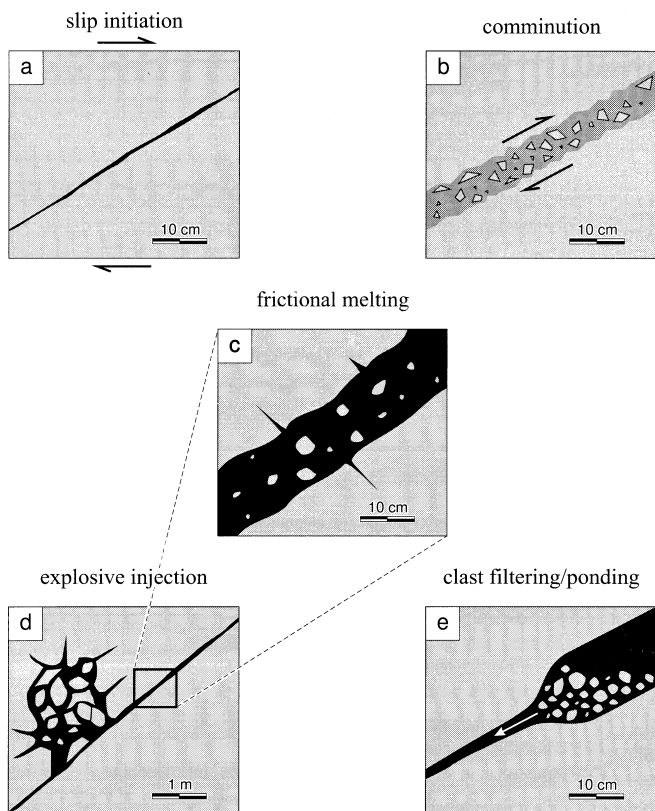 slip initiation
a
10 cm
comminution
b
10 cm
frictional melting
c
10 cm
explosive injection
d
1 m
clast filtering/ponding
e
10 cm